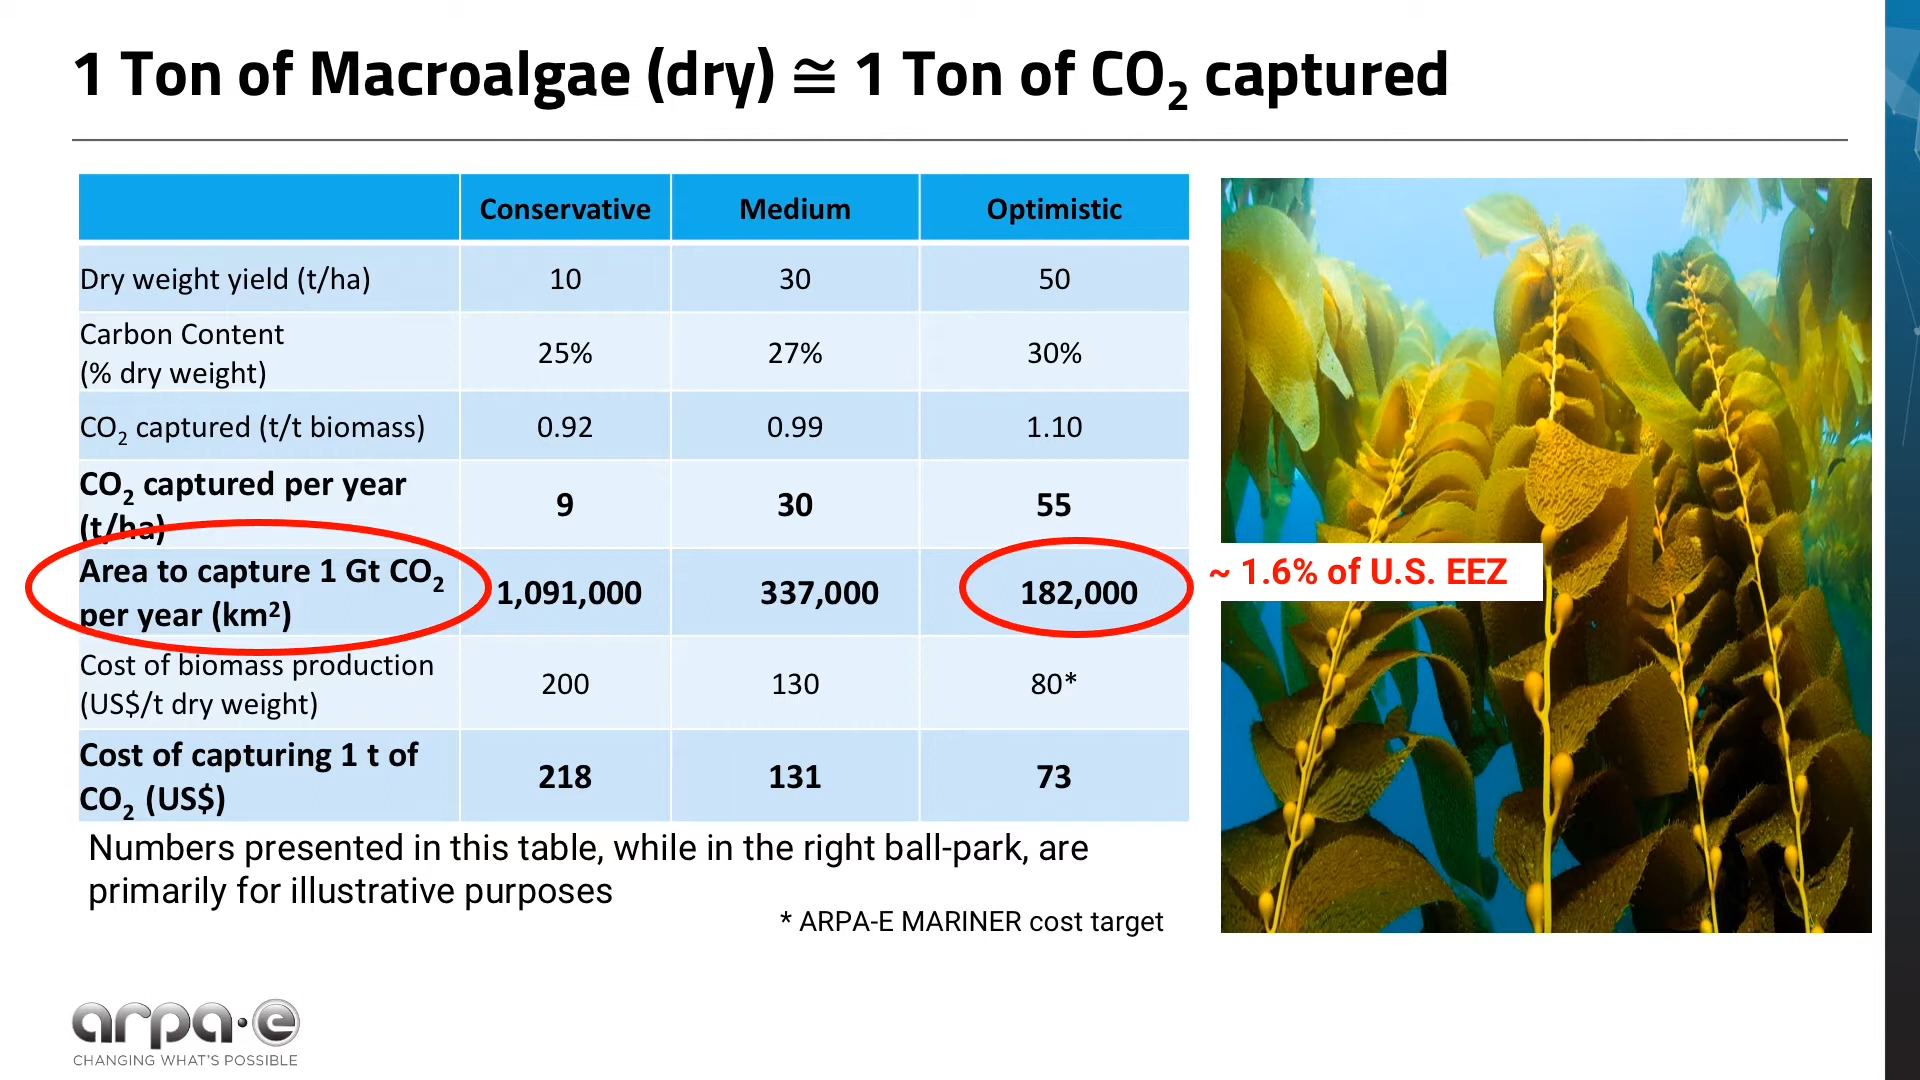 1 Ton of Macroalgae (dry) ≅ 1 Ton of CO₂ captured
Conservative Medium Optimistic
Dry weight yield (t/ha) 10 30 50
Carbon Content
(% dry weight) 25% 27% 30%
CO₂ captured (t/t biomass) 0.92 0.99 1.10
CO₂ captured per year
(t/ha) 9 30 55
Area to capture 1 Gt CO₂
per year (km²) 1,091,000 337,000 182,000
~ 1.6% of U.S. EEZ
Cost of biomass production
(US$/t dry weight) 200 130 80*
Cost of capturing 1 t of
CO₂ (US$) 218 131 73
Numbers presented in this table, while in the right ball-park, are
primarily for illustrative purposes
* ARPA-E MARINER cost target
arpa·e
CHANGING WHAT'S POSSIBLE